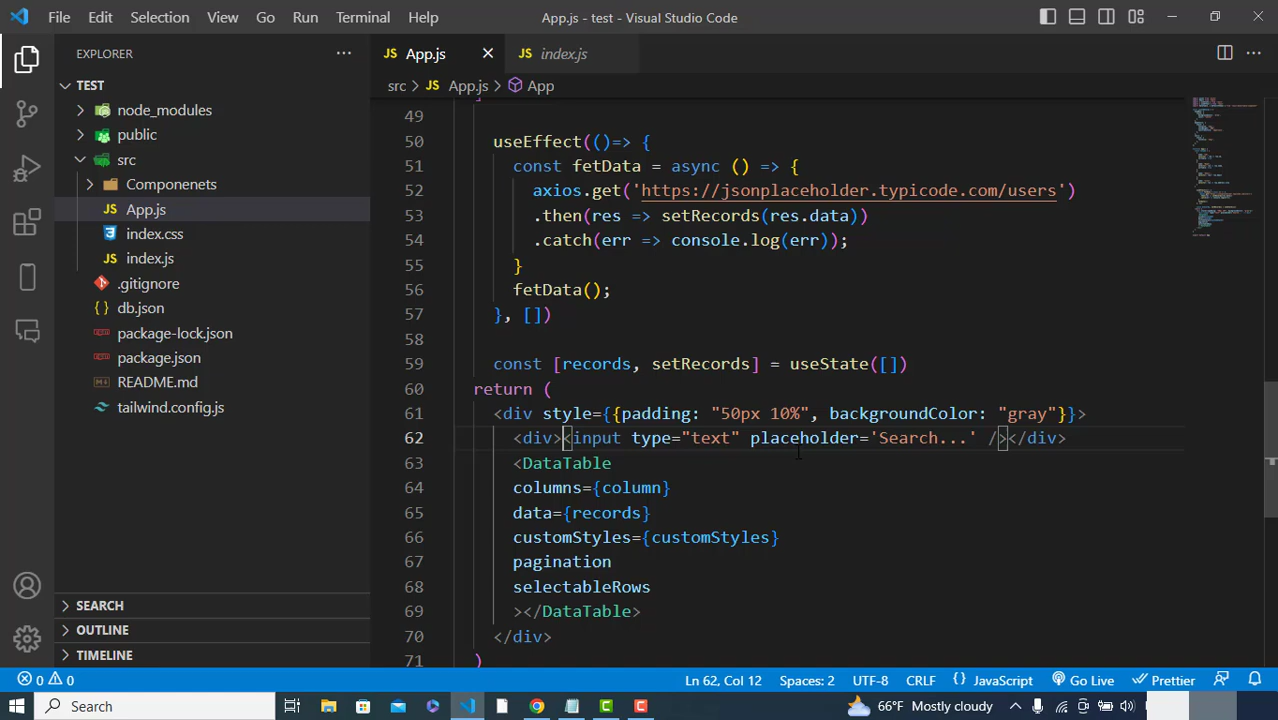 File Edit Selection View Go Run Terminal Help
App.js - test - Visual Studio Code
EXPLORER
TEST
node_modules
public
src
Componenets
JS App.js
index.css
JS index.js
.gitignore
{} db.json
package-lock.json
package.json
README.md
tailwind.config.js
SEARCH
OUTLINE
TIMELINE
JS App.js
JS index.js
src > JS App.js > App
49
50 useEffect(()=> {
51 const fetData = async () => {
52 axios.get('https://jsonplaceholder.typicode.com/users')
53 .then(res => setRecords(res.data))
54 .catch(err => console.log(err));
55 }
56 fetData();
57 }, [])
58
59 const [records, setRecords] = useState([])
60 return (
61 <div style={{padding: "50px 10%", backgroundColor: "gray"}}>
62 <div><input type="text" placeholder='Search...' /></div>
63 <DataTable
64 columns={column}
65 data={records}
66 customStyles={customStyles}
67 pagination
68 selectableRows
69 ></DataTable>
70 </div>
71 )
0 0
Ln 62, Col 12 Spaces: 2 UTF-8 CRLF {} JavaScript Go Live Prettier
Search
66°F Mostly cloudy